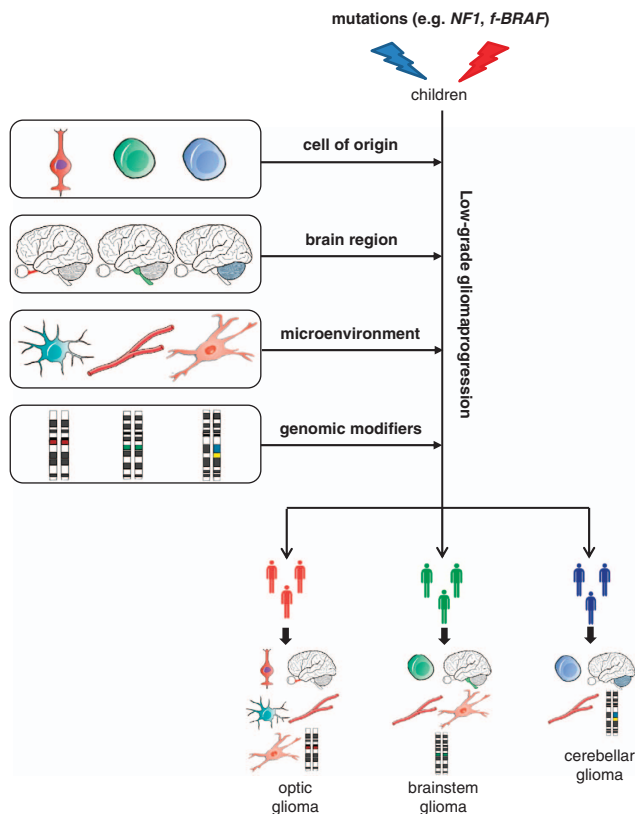 mutations (e.g. NF1, f-BRAF)
children
cell of origin
brain region
microenvironment
genomic modifiers
Low-grade gliomaprogression
optic
glioma
brainstem
glioma
cerebellar
glioma